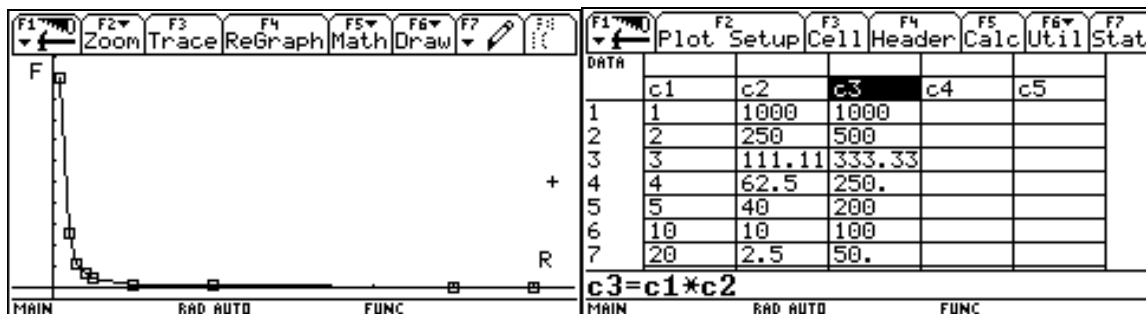 F1 F2 Zoom F3 Trace F4 ReGraph F5 Math F6 Draw F7
F
R
MAIN RAD AUTO FUNC
F1 F2 Plot Setup F3 Cell F4 Header F5 Calc F6 Util F7 Stat
DATA
c1 c2 c3 c4 c5
1 1 1000 1000
2 2 250 500
3 3 111.11 333.33
4 4 62.5 250.
5 5 40 200
6 10 10 100
7 20 2.5 50.
c3=c1*c2
MAIN RAD AUTO FUNC